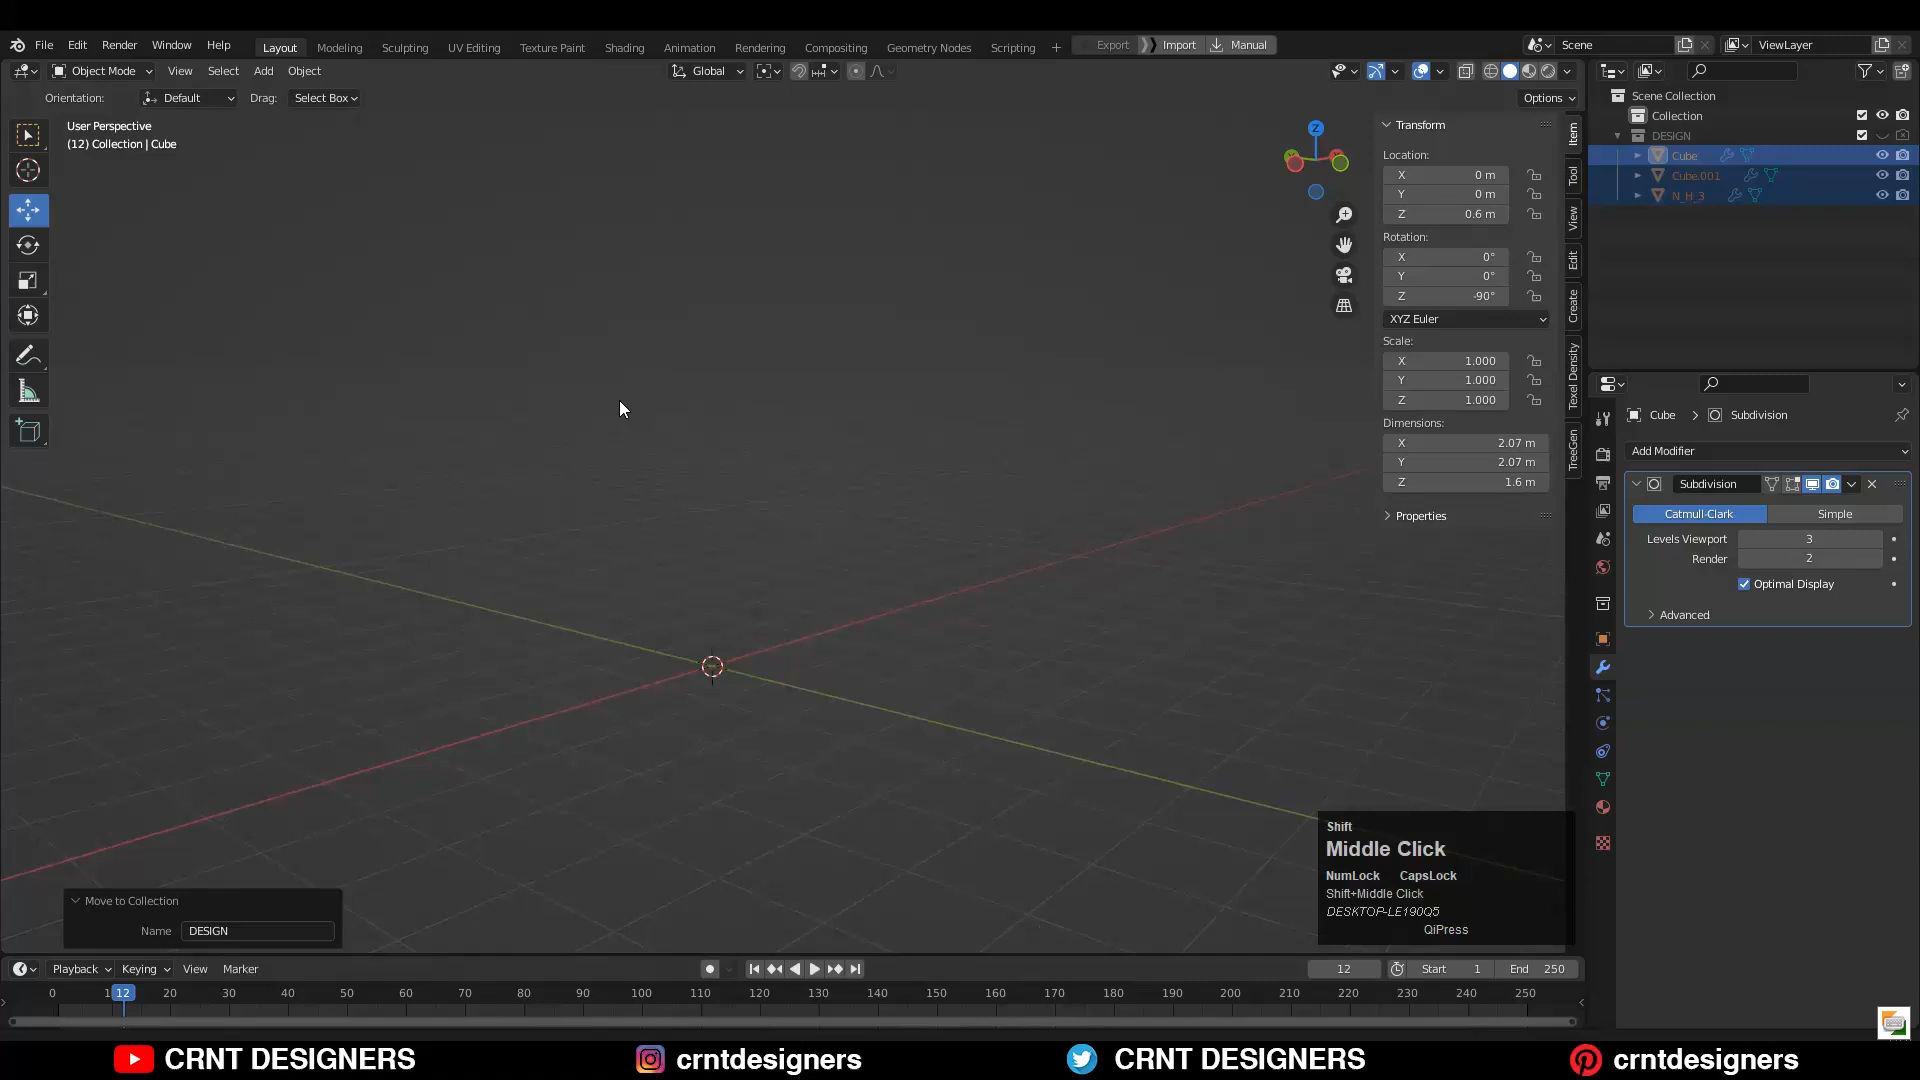 File Edit Render Window Help Layout Modeling Sculpting UV Editing Texture Paint Shading Animation Rendering Compositing Geometry Nodes Scripting + Export Import Manual Scene ViewLayer
Object Mode View Select Add Object Global
Orientation: Default Drag: Select Box Options
User Perspective
(12) Collection | Cube
Z
Transform
Location:
X 0 m
Y 0 m
Z 0.6 m
Rotation:
X 0°
Y 0°
Z -90°
XYZ Euler
Scale:
X 1.000
Y 1.000
Z 1.000
Dimensions:
X 2.07 m
Y 2.07 m
Z 1.6 m
Properties
Item
Tool
View
Edit
Create
Texel Density
TreeGen
Scene Collection
Collection
DESIGN
Cube
Cube.001
N_H_3
Cube > Subdivision
Add Modifier
Subdivision
Catmull-Clark Simple
Levels Viewport 3
Render 2
Optimal Display
Advanced
Shift
Middle Click
NumLock CapsLock
Shift+Middle Click
DESKTOP-LE190Q5
QiPress
Move to Collection
Name DESIGN
Playback Keying View Marker 12 Start 1 End 250
0 1 12 20 30 40 50 60 70 80 90 100 110 120 130 140 150 160 170 180 190 200 210 220 230 240 250
CRNT DESIGNERS crntdesigners CRNT DESIGNERS crntdesigners